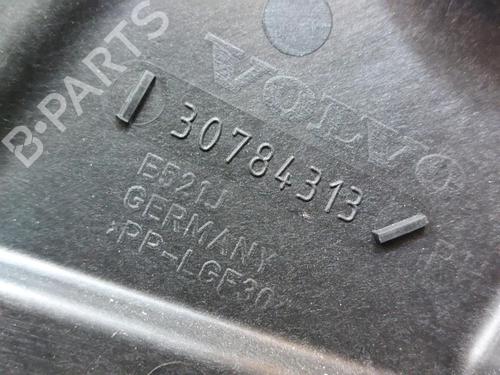 B-PARTS
VOLVO
30784313
E521J
GERMANY
>PP-LGF30<